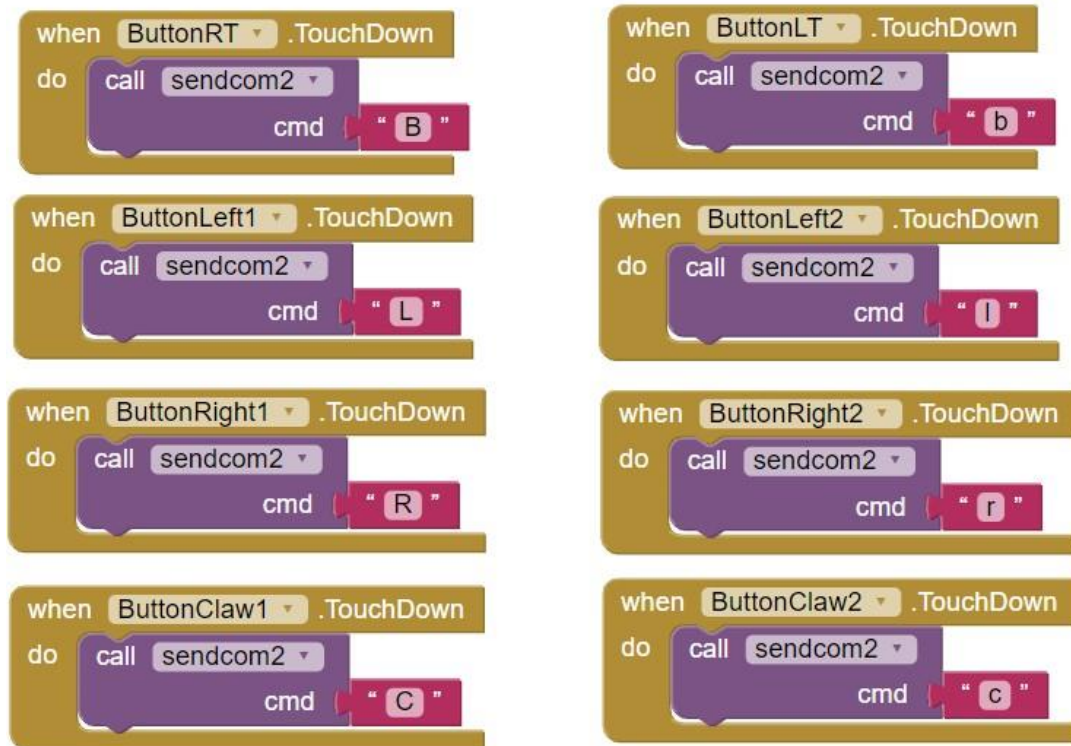 when ButtonRT .TouchDown
do call sendcom2
cmd " B "
when ButtonLT .TouchDown
do call sendcom2
cmd " b "
when ButtonLeft1 .TouchDown
do call sendcom2
cmd " L "
when ButtonLeft2 .TouchDown
do call sendcom2
cmd " l "
when ButtonRight1 .TouchDown
do call sendcom2
cmd " R "
when ButtonRight2 .TouchDown
do call sendcom2
cmd " r "
when ButtonClaw1 .TouchDown
do call sendcom2
cmd " C "
when ButtonClaw2 .TouchDown
do call sendcom2
cmd " c "